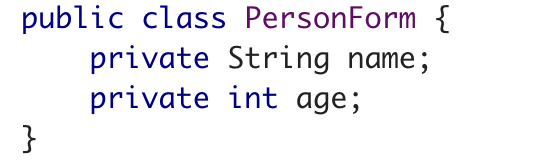 public class PersonForm {
    private String name;
    private int age;
}